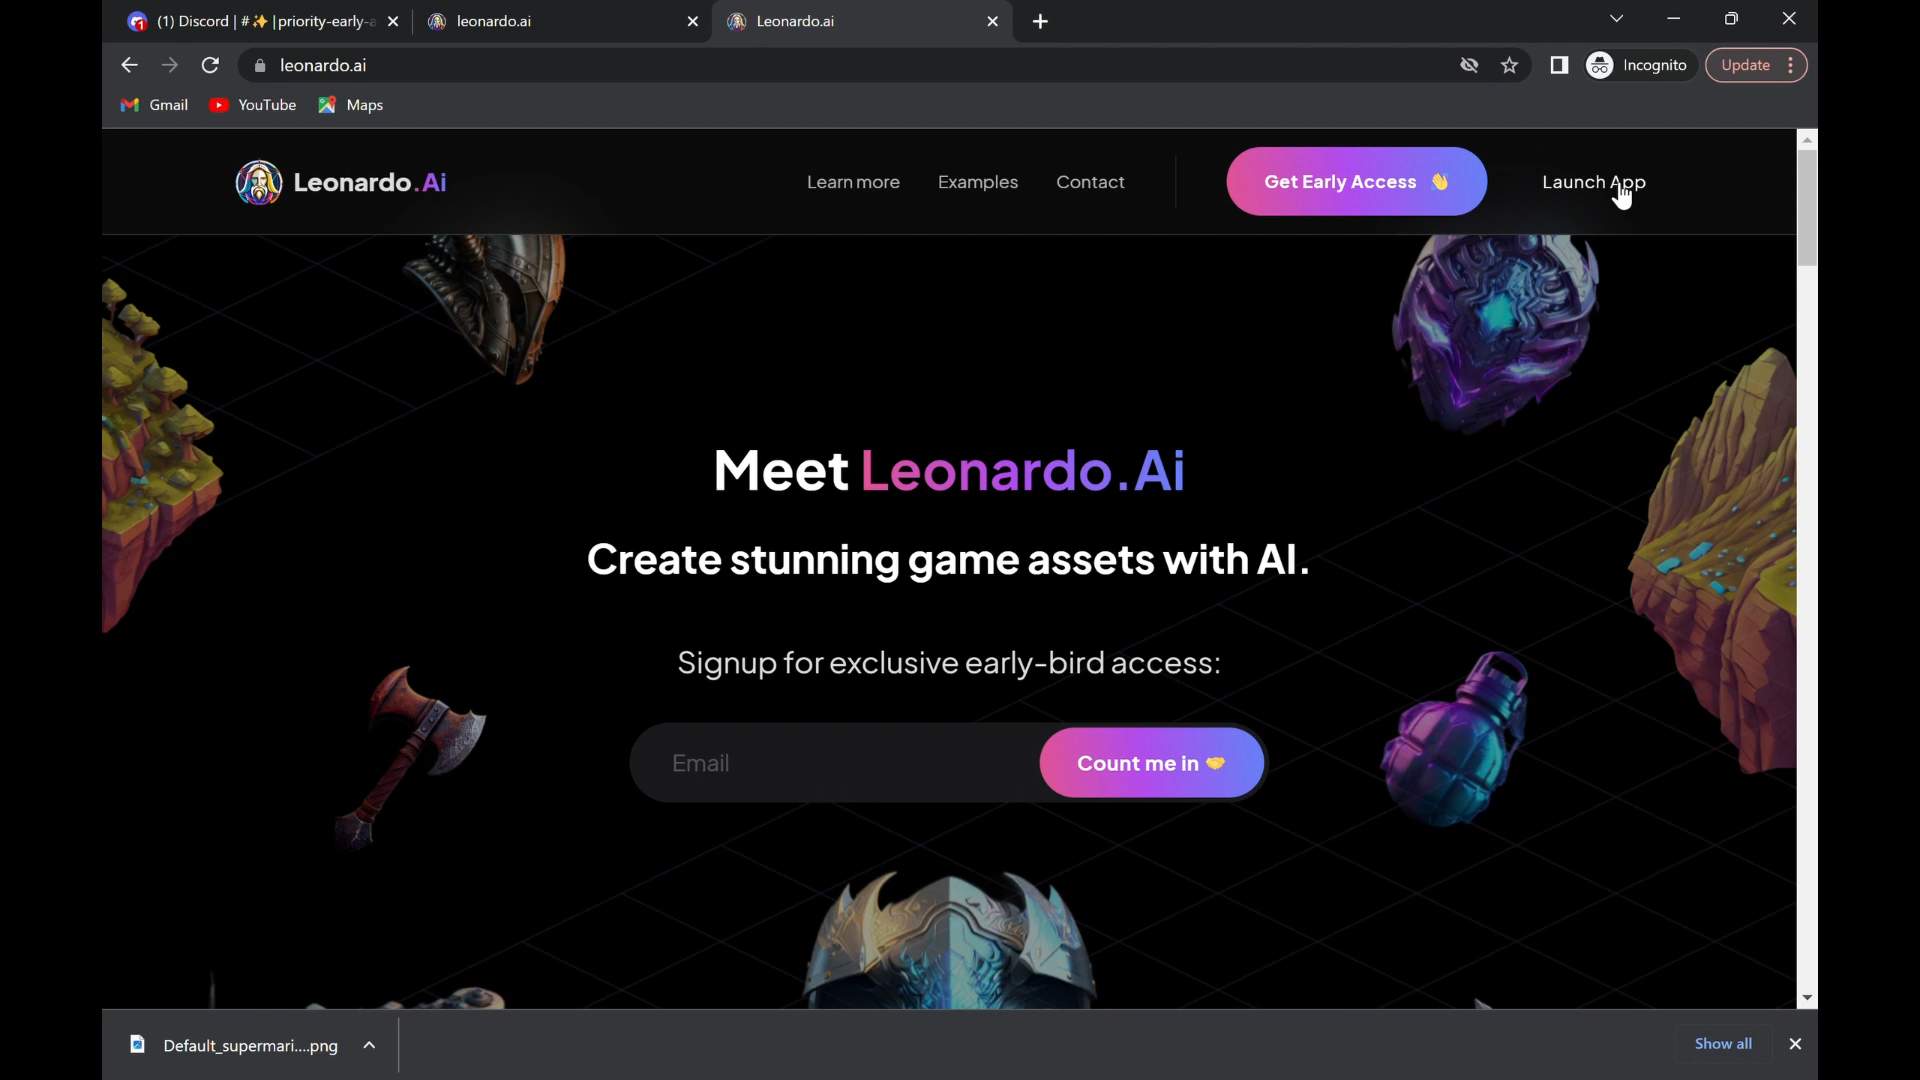 (1) Discord | #✨ | priority-early-a
leonardo.ai
Leonardo.ai
leonardo.ai
Incognito
Update
Gmail
YouTube
Maps
Leonardo.Ai
Learn more
Examples
Contact
Get Early Access 👋
Launch App
Meet Leonardo.Ai
Create stunning game assets with AI.
Signup for exclusive early-bird access:
Email
Count me in 🤝
Default_supermari....png
Show all